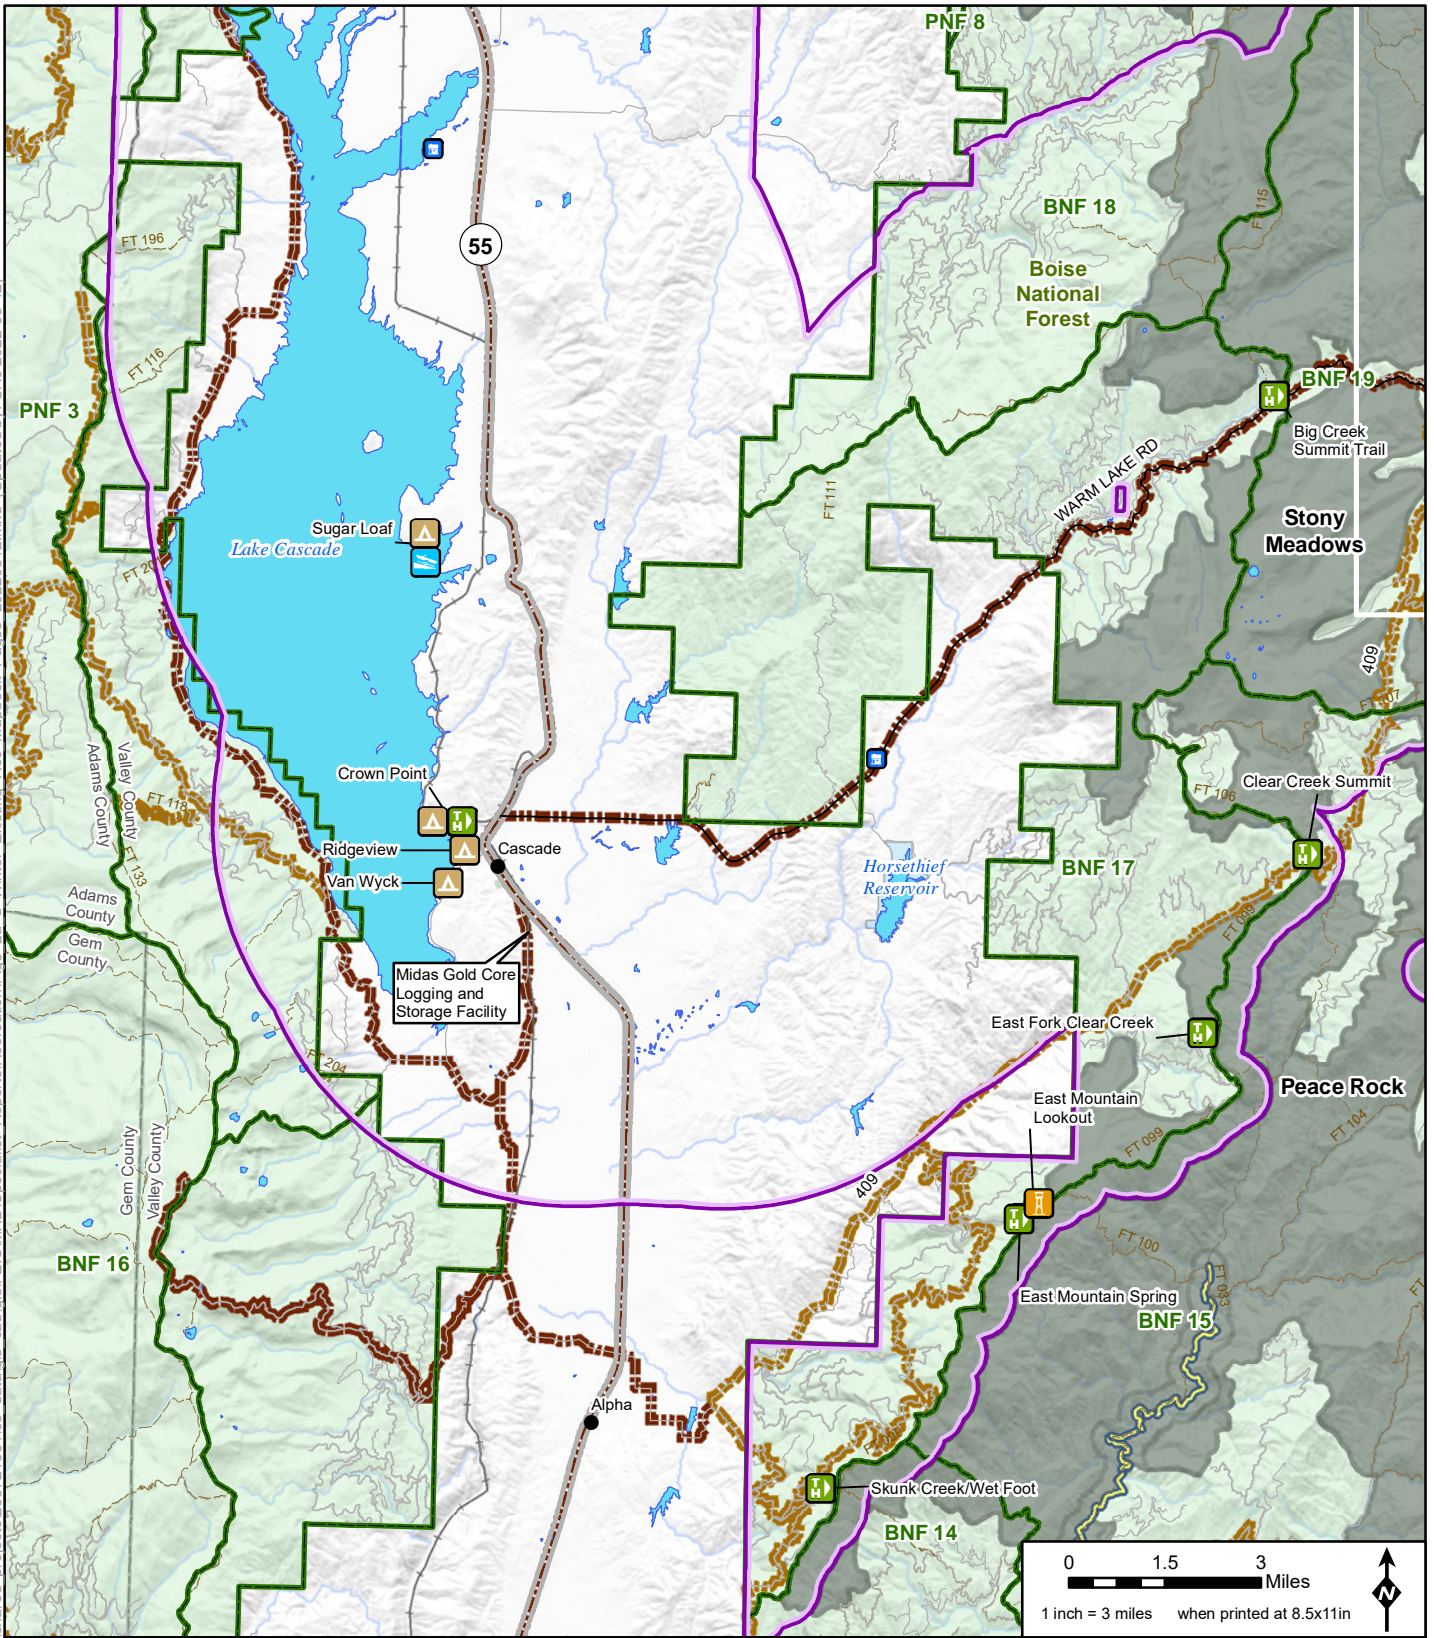 PNF 8
55
BNF 18
Boise
National
Forest
FT 115
FT 196
FT 116
PNF 3
BNF 19
Big Creek
Summit Trail
WARM LAKE RD
FT 111
Stony
Meadows
Sugar Loaf
Lake Cascade
409
FT 107
Valley County
Adams County
FT 118
FT 133
Crown Point
Ridgeview
Van Wyck
Cascade
Clear Creek Summit
FT 106
BNF 17
Horsethief
Reservoir
FT 099
Adams
County
Gem
County
Midas Gold Core
Logging and
Storage Facility
East Fork Clear Creek
FT 204
East Mountain
Lookout
Peace Rock
FT 104
FT 099
Gem County
Valley County
409
FT 100
BNF 16
East Mountain Spring
BNF 15
Alpha
Skunk Creek/Wet Foot
BNF 14
0 1.5 3
Miles
1 inch = 3 miles when printed at 8.5x11in
N